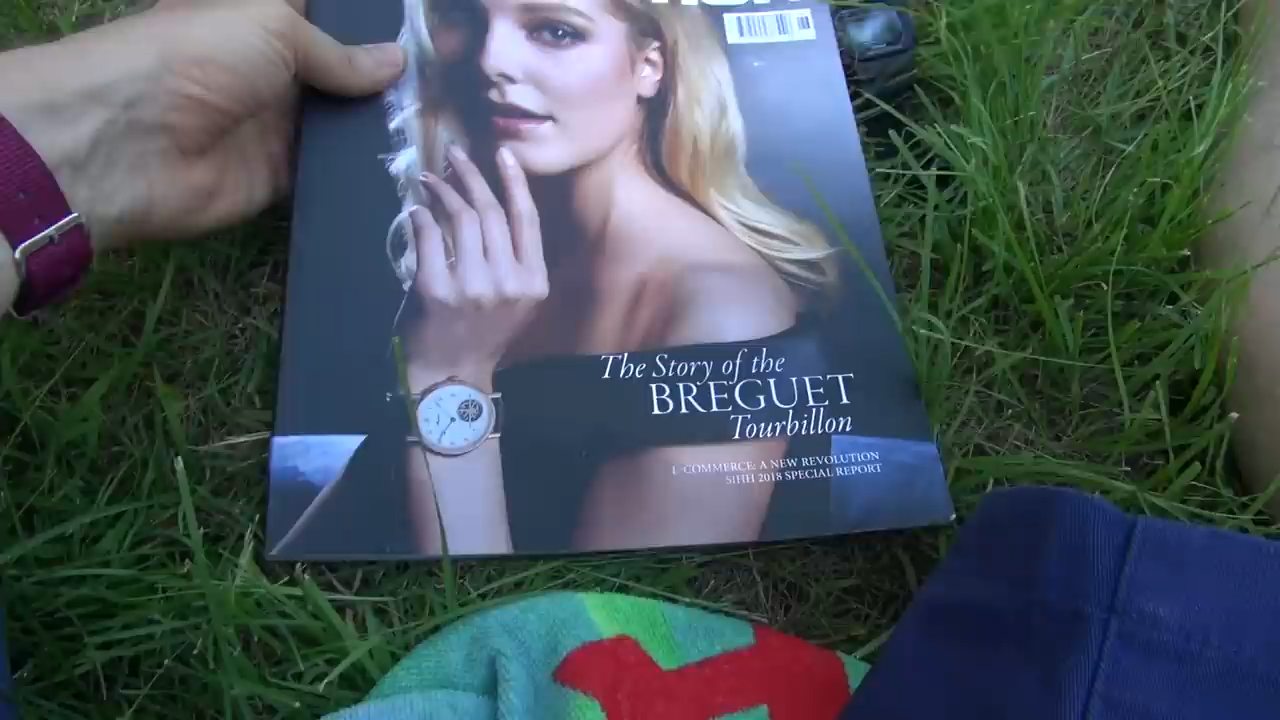 The Story of the
BREGUET
Tourbillon
E-COMMERCE: A NEW REVOLUTION
SIHH 2018 SPECIAL REPORT